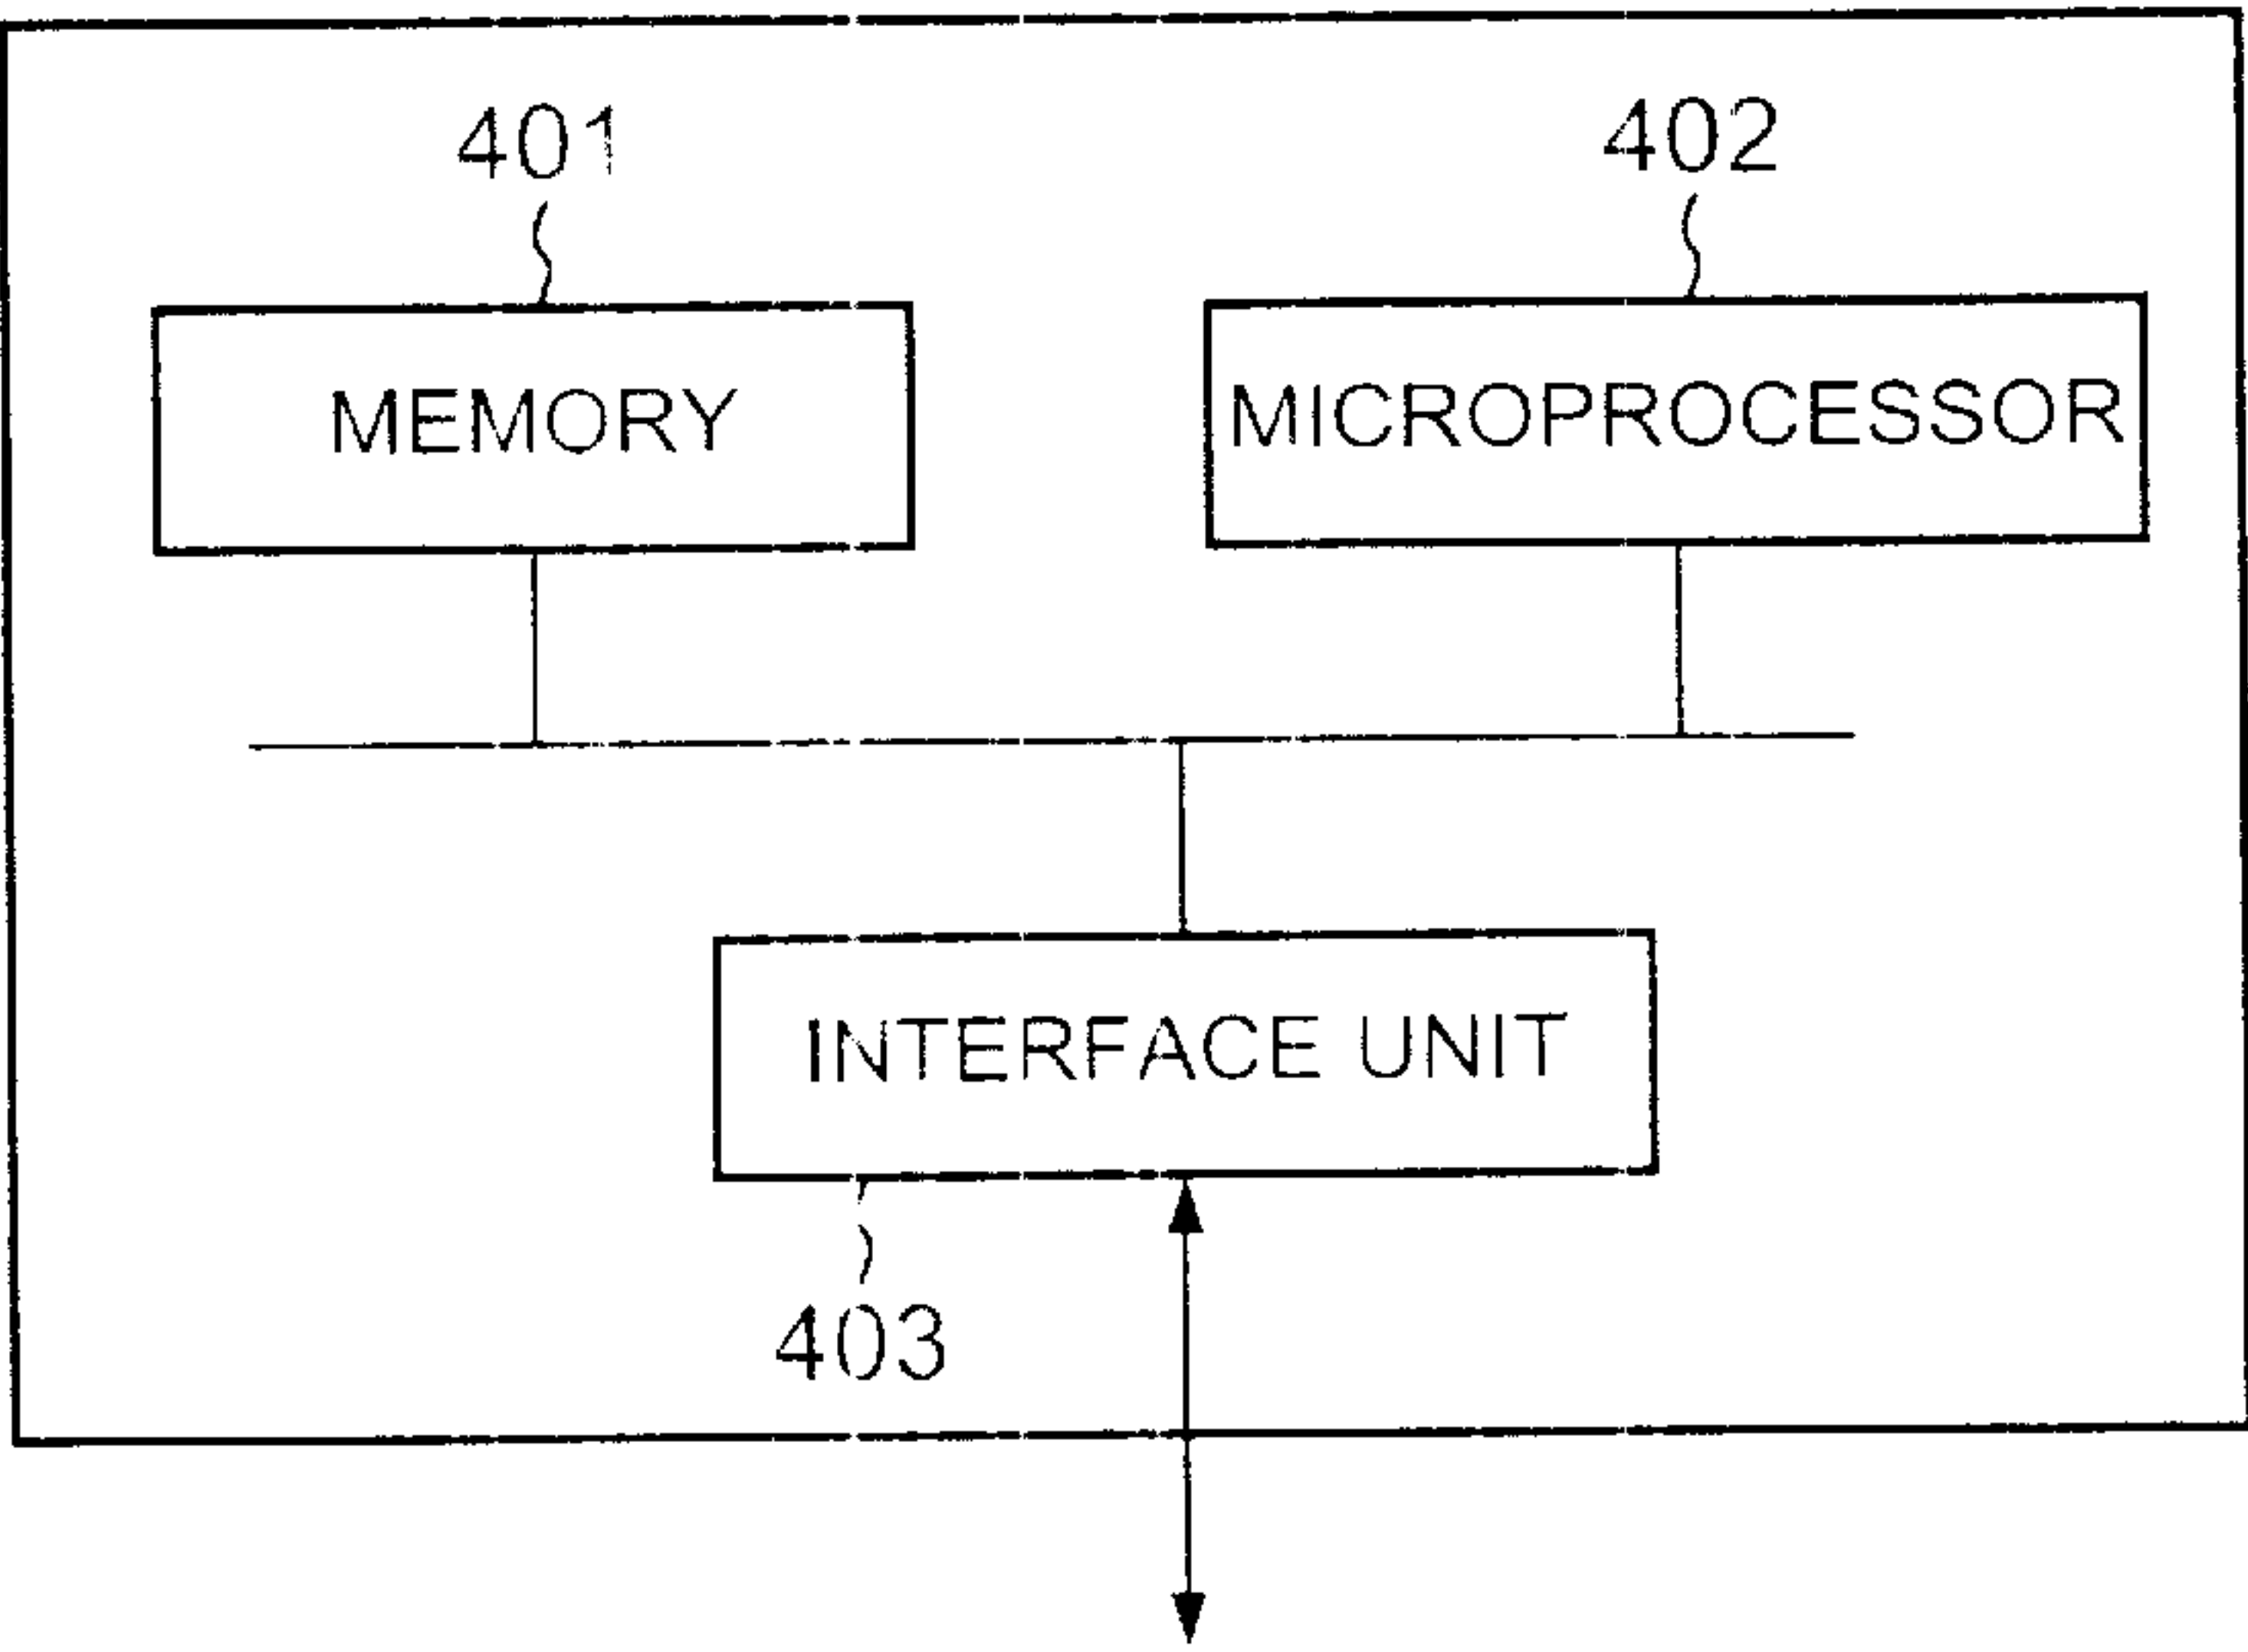 401
402
MEMORY
MICROPROCESSOR
INTERFACE UNIT
403